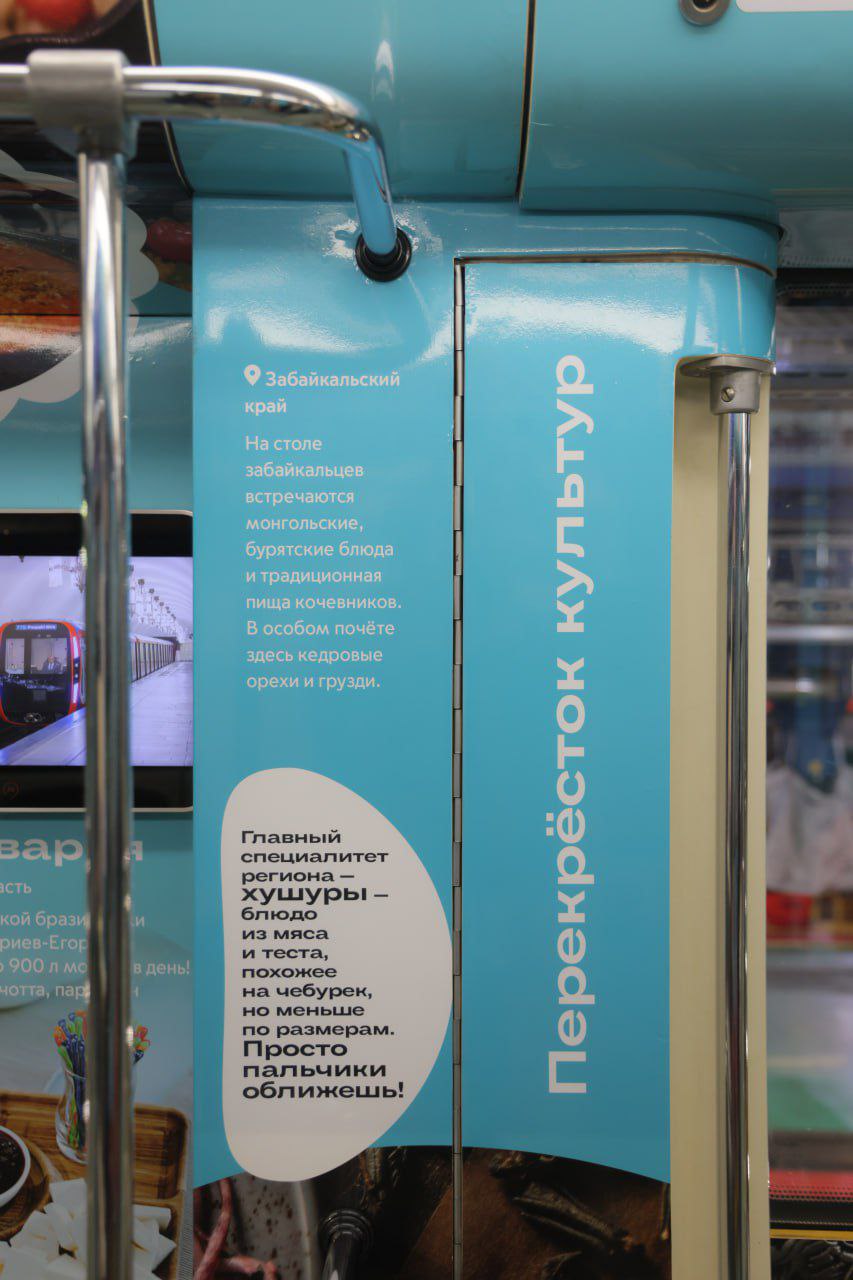 Забайкальский
край
На столе
забайкальцев
встречаются
монгольские,
бурятские блюда
и традиционная
пища кочевников.
В особом почёте
здесь кедровые
орехи и грузди.
Главный
специалитет
региона –
хушуры –
блюдо
из мяса
и теста,
похожее
на чебурек,
но меньше
по размерам.
Просто
пальчики
оближешь!
Перекрёсток культур
900 л в день!